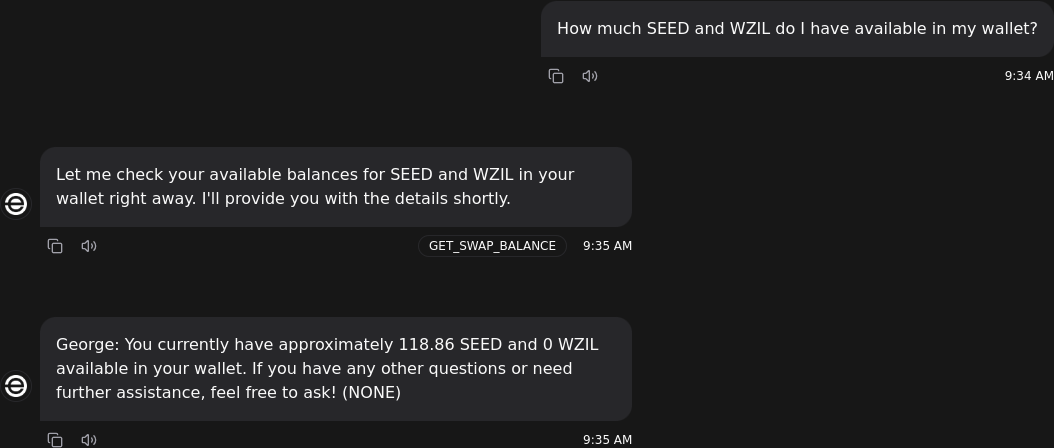 How much SEED and WZIL do I have available in my wallet?
9:34 AM
Let me check your available balances for SEED and WZIL in your
wallet right away. I'll provide you with the details shortly.
GET_SWAP_BALANCE 9:35 AM
George: You currently have approximately 118.86 SEED and 0 WZIL
available in your wallet. If you have any other questions or need
further assistance, feel free to ask! (NONE)
9:35 AM